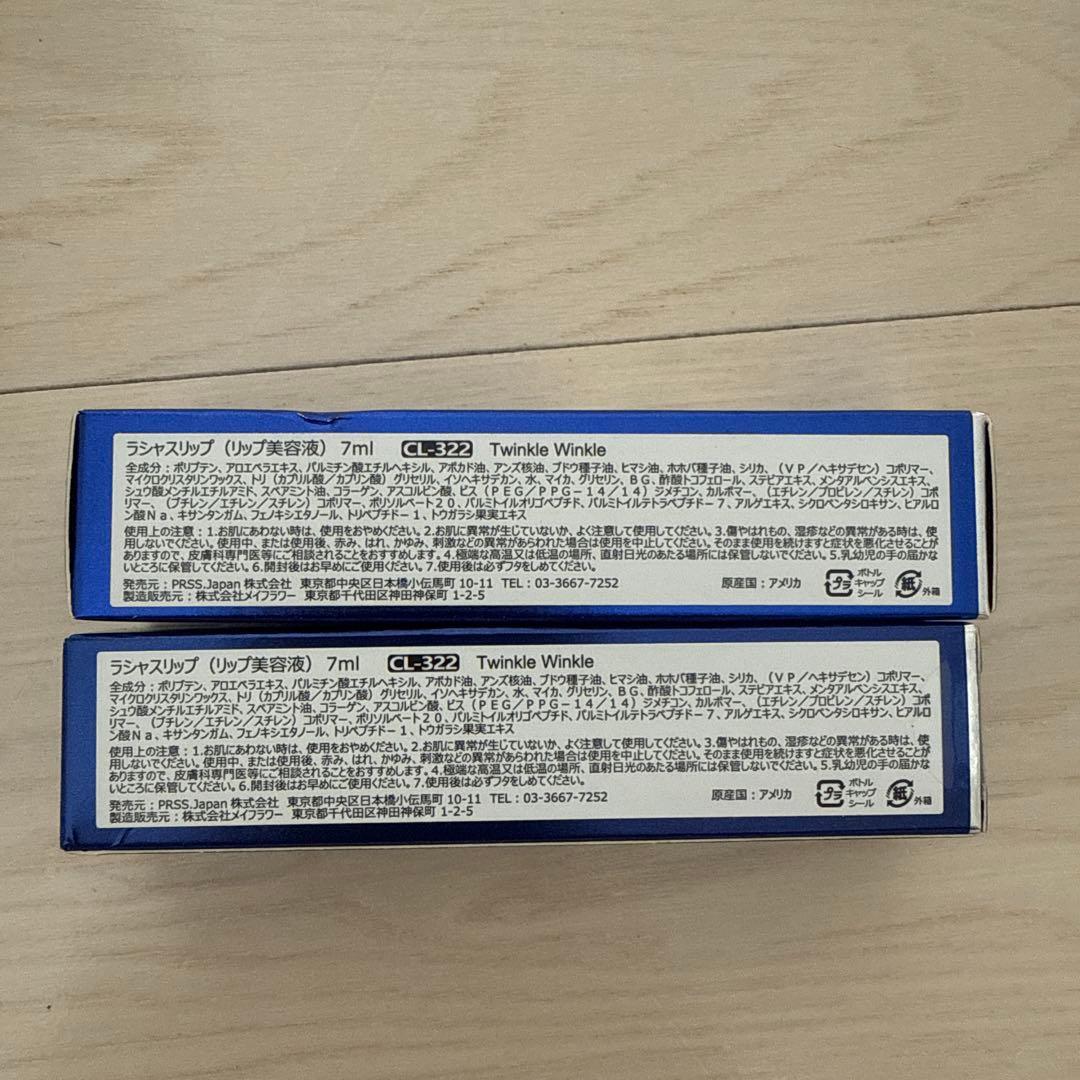 ラシャスリップ（リップ美容液） 7ml CL-322 Twinkle Winkle
全成分：ポリブテン、アロエベラエキス、パルミチン酸エチルヘキシル、アボカド油、アンズ核油、ブドウ種子油、ヒマシ油、ホホバ種子油、シリカ、（ＶＰ／ヘキサデセン）コポリマー、
マイクロクリスタリンワックス、トリ（カプリル酸／カプリン酸）グリセリル、イソヘキサデカン、水、マイカ、グリセリン、ＢＧ、酢酸トコフェロール、ステビアエキス、メンタアルベンシスエキス、
シュウ酸メンチルエチルアミド、スペアミント油、コラーゲン、アスコルビン酸、ビス（ＰＥＧ／ＰＰＧ－１４／１４）ジメチコン、カルボマー、（エチレン／プロピレン／スチレン）コポ
リマー、（ブチレン／エチレン／スチレン）コポリマー、ポリソルベート２０、パルミトイルオリゴペプチド、パルミトイルテトラペプチド－７、アルゲエキス、シクロペンタシロキサン、ヒアルロ
ン酸Ｎａ、キサンタンガム、フェノキシエタノール、トリペプチド－１、トウガラシ果実エキス
使用上の注意：1.お肌にあわない時は、使用をおやめください。2.お肌に異常が生じていないか、よく注意して使用してください。3.傷やはれもの、湿疹などの異常がある時は、使
用しないでください。使用中、または使用後、赤み、はれ、かゆみ、刺激などの異常があらわれた場合は使用を中止してください。そのまま使用を続けますと症状を悪化させることが
ありますので、皮膚科専門医等にご相談されることをおすすめします。4.極端な高温又は低温の場所、直射日光のあたる場所には保管しないでください。5.乳幼児の手の届かな
いところに保管してください。6.開封後はお早めにご使用ください。7.使用後は必ずフタをしめてください。
発売元：PRSS.Japan 株式会社 東京都中央区日本橋小伝馬町 10-11 TEL：03-3667-7252 原産国：アメリカ プラ ボトル キャップ シール 紙 外箱
製造販売元：株式会社メイフラワー 東京都千代田区神田神保町 1-2-5
ラシャスリップ（リップ美容液） 7ml CL-322 Twinkle Winkle
全成分：ポリブテン、アロエベラエキス、パルミチン酸エチルヘキシル、アボカド油、アンズ核油、ブドウ種子油、ヒマシ油、ホホバ種子油、シリカ、（ＶＰ／ヘキサデセン）コポリマー、
マイクロクリスタリンワックス、トリ（カプリル酸／カプリン酸）グリセリル、イソヘキサデカン、水、マイカ、グリセリン、ＢＧ、酢酸トコフェロール、ステビアエキス、メンタアルベンシスエキス、
シュウ酸メンチルエチルアミド、スペアミント油、コラーゲン、アスコルビン酸、ビス（ＰＥＧ／ＰＰＧ－１４／１４）ジメチコン、カルボマー、（エチレン／プロピレン／スチレン）コポ
リマー、（ブチレン／エチレン／スチレン）コポリマー、ポリソルベート２０、パルミトイルオリゴペプチド、パルミトイルテトラペプチド－７、アルゲエキス、シクロペンタシロキサン、ヒアルロン
酸Ｎａ、キサンタンガム、フェノキシエタノール、トリペプチド－１、トウガラシ果実エキス
使用上の注意：1.お肌にあわない時は、使用をおやめください。2.お肌に異常が生じていないか、よく注意して使用してください。3.傷やはれもの、湿疹などの異常がある時は、使
用しないでください。使用中、または使用後、赤み、はれ、かゆみ、刺激などの異常があらわれた場合は使用を中止してください。そのまま使用を続けますと症状を悪化させることが
ありますので、皮膚科専門医等にご相談されることをおすすめします。4.極端な高温又は低温の場所、直射日光のあたる場所には保管しないでください。5.乳幼児の手の届かな
いところに保管してください。6.開封後はお早めにご使用ください。7.使用後は必ずフタをしめてください。
発売元：PRSS.Japan 株式会社 東京都中央区日本橋小伝馬町 10-11 TEL：03-3667-7252 原産国：アメリカ プラ ボトル キャップ シール 紙 外箱
製造販売元：株式会社メイフラワー 東京都千代田区神田神保町 1-2-5